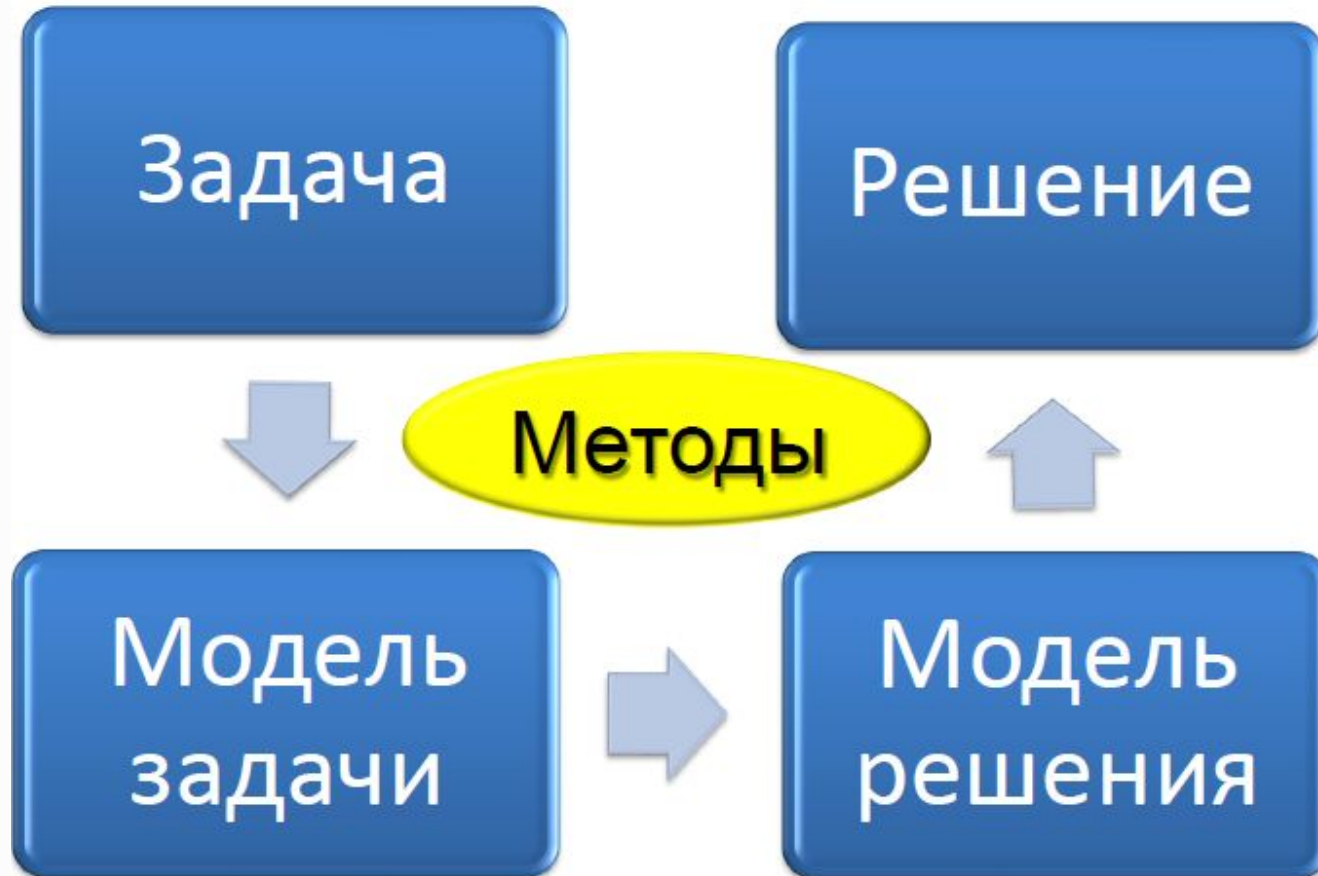 Задача
Решение
Методы
Модель
задачи
Модель
решения